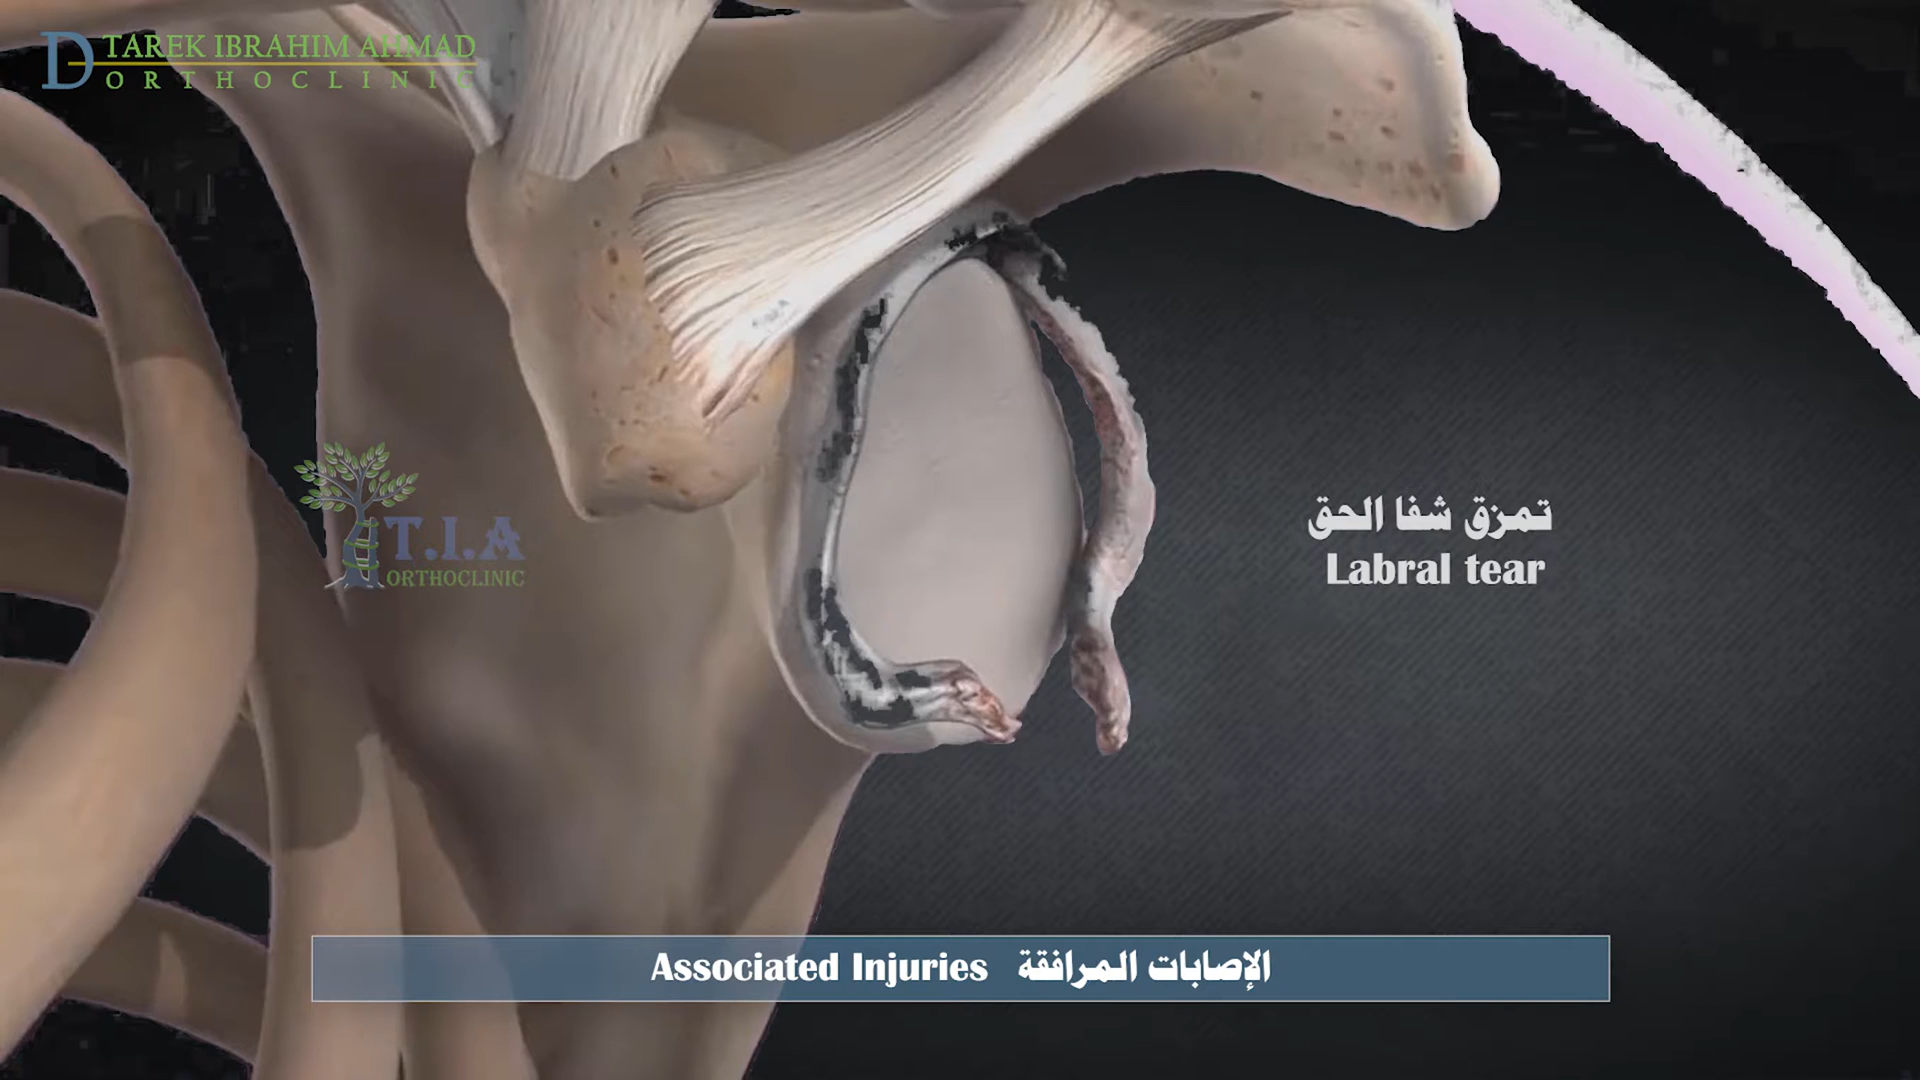 D TAREK IBRAHIM AHMAD
ORTHOCLINIC
T.I.A
ORTHOCLINIC
تمزق شفا الحق
Labral tear
Associated Injuries الإصابات المرافقة